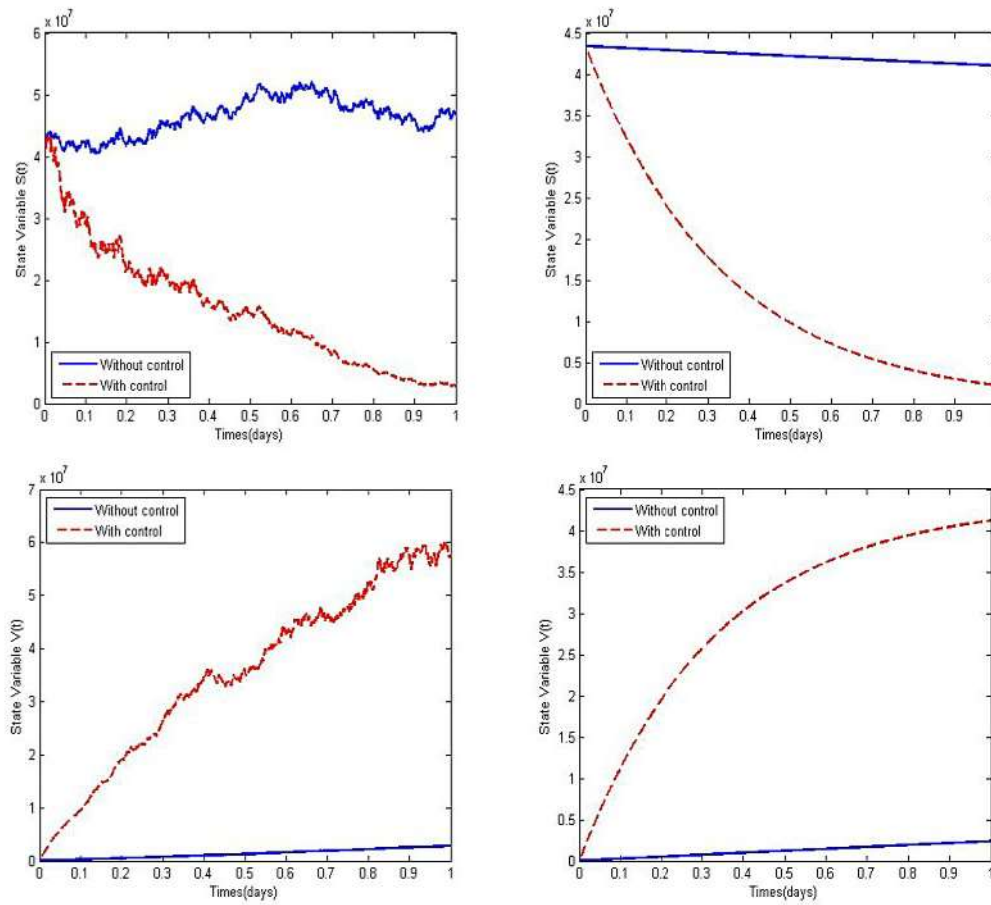 x 10^7
6
5
4
3
2
1
0
State Variable S(t)
Without control
With control
0 0.1 0.2 0.3 0.4 0.5 0.6 0.7 0.8 0.9 1
Times(days)
x 10^7
4.5
4
3.5
3
2.5
2
1.5
1
0.5
0
State Variable S(t)
Without control
With control
0 0.1 0.2 0.3 0.4 0.5 0.6 0.7 0.8 0.9 1
Times(days)
x 10^7
7
6
5
4
3
2
1
0
State Variable V(t)
Without control
With control
0 0.1 0.2 0.3 0.4 0.5 0.6 0.7 0.8 0.9 1
Times(days)
x 10^7
4.5
4
3.5
3
2.5
2
1.5
1
0.5
0
State Variable V(t)
Without control
With control
0 0.1 0.2 0.3 0.4 0.5 0.6 0.7 0.8 0.9 1
Times(days)